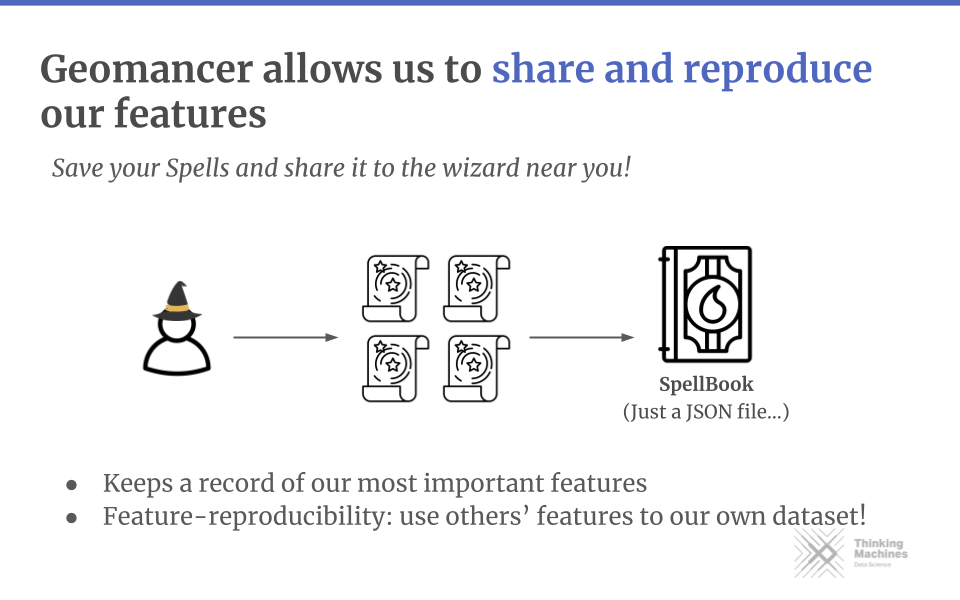 Geomancer allows us to share and reproduce
our features
Save your Spells and share it to the wizard near you!
SpellBook
(Just a JSON file...)
● Keeps a record of our most important features
● Feature-reproducibility: use others’ features to our own dataset!
Thinking
Machines
Data Science